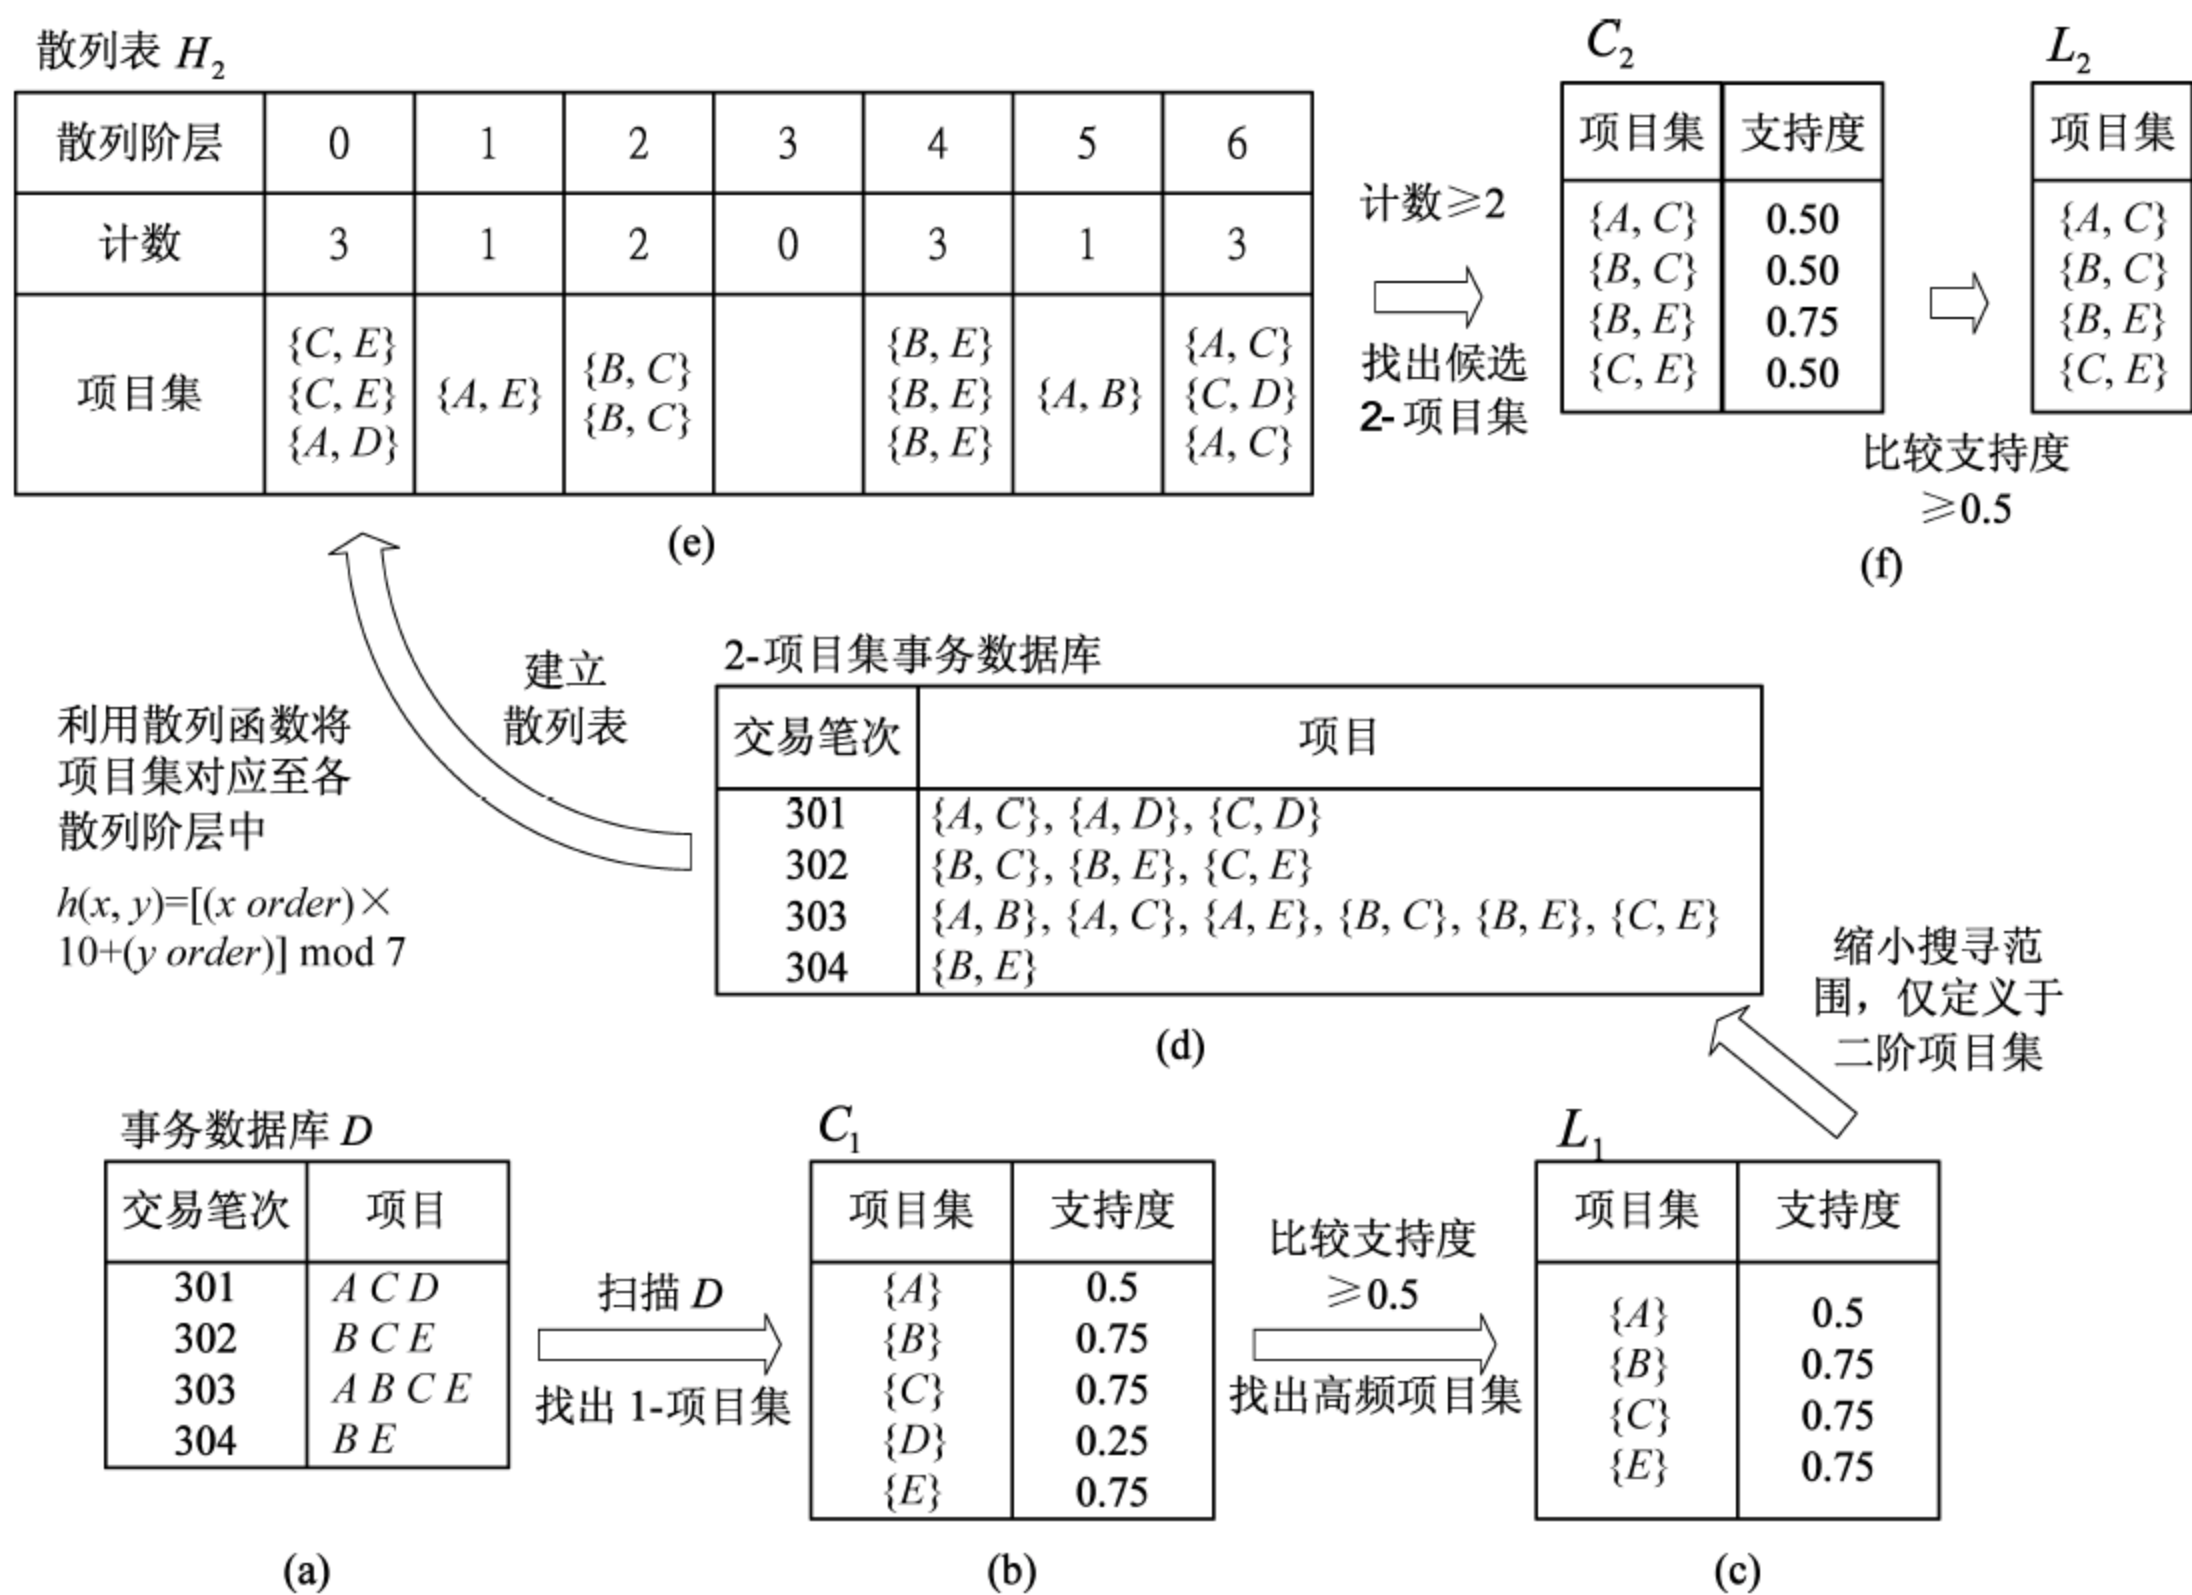 散列表 H₂
散列阶层 0 1 2 3 4 5 6
计数 3 1 2 0 3 1 3
项目集
{C, E} {C, E} {A, D}
{A, E}
{B, C} {B, C}
{B, E} {B, E} {B, E}
{A, B}
{A, C} {C, D} {A, C}
(e)
计数≥2
找出候选
2-项目集
C₂
项目集 支持度
{A, C} 0.50
{B, C} 0.50
{B, E} 0.75
{C, E} 0.50
L₂
项目集
{A, C}
{B, C}
{B, E}
{C, E}
比较支持度
≥0.5
(f)
建立
散列表
利用散列函数将
项目集对应至各
散列阶层中
h(x, y)=[(x order)×
10+(y order)] mod 7
2-项目集事务数据库
交易笔次 项目
301 {A, C}, {A, D}, {C, D}
302 {B, C}, {B, E}, {C, E}
303 {A, B}, {A, C}, {A, E}, {B, C}, {B, E}, {C, E}
304 {B, E}
(d)
缩小搜寻范
围，仅定义于
二阶项目集
事务数据库 D
交易笔次 项目
301 A C D
302 B C E
303 A B C E
304 B E
(a)
扫描 D
找出 1-项目集
C₁
项目集 支持度
{A} 0.5
{B} 0.75
{C} 0.75
{D} 0.25
{E} 0.75
(b)
比较支持度
≥0.5
找出高频项目集
L₁
项目集 支持度
{A} 0.5
{B} 0.75
{C} 0.75
{E} 0.75
(c)